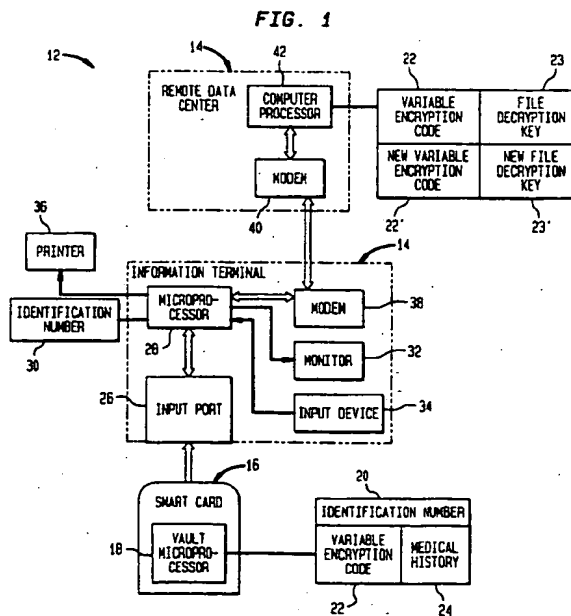 FIG. 1
12
14
42
REMOTE DATA
CENTER
COMPUTER
PROCESSOR
MODEM
40
22
23
VARIABLE
ENCRYPTION
CODE
FILE
DECRYPTION
KEY
NEW VARIABLE
ENCRYPTION
CODE
NEW FILE
DECRYPTION
KEY
22'
23'
36
PRINTER
IDENTIFICATION
NUMBER
30
14
INFORMATION TERMINAL
MICROPRO-
CESSOR
28
MODEM
38
MONITOR
32
26
INPUT PORT
INPUT DEVICE
34
16
SMART CARD
18
VAULT
MICROPRO-
CESSOR
20
IDENTIFICATION NUMBER
VARIABLE
ENCRYPTION
CODE
MEDICAL
HISTORY
22
24